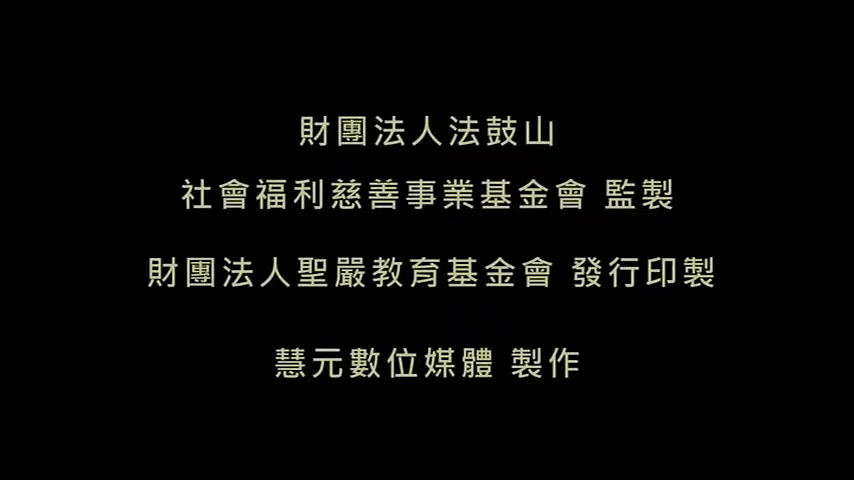 財團法人法鼓山
社會福利慈善事業基金會 監製
財團法人聖嚴教育基金會 發行印製
慧元數位媒體 製作